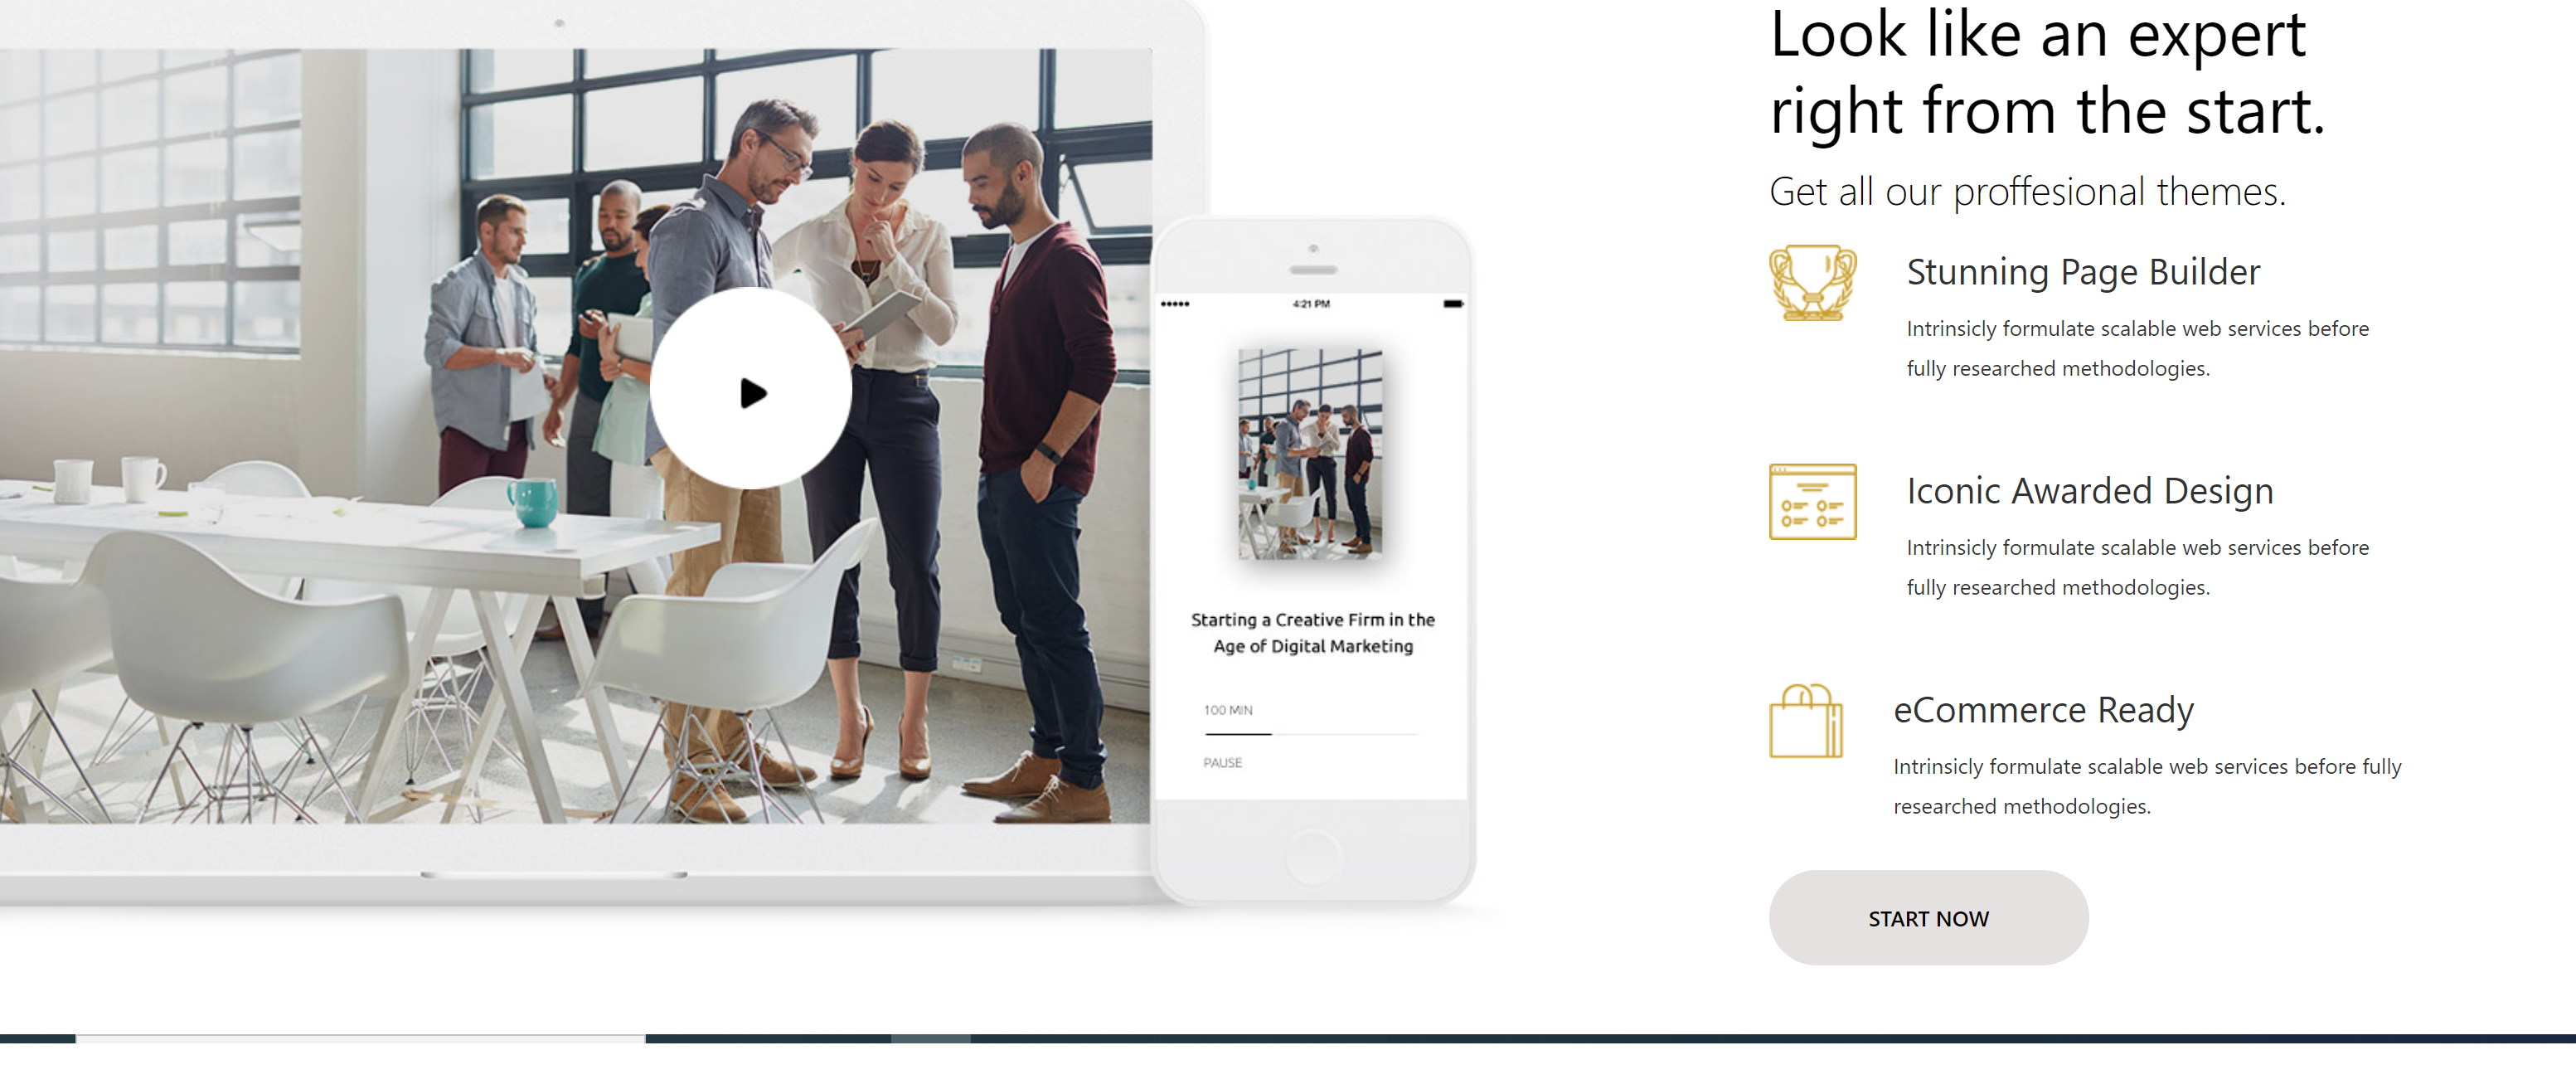 Look like an expert
right from the start.
Get all our proffesional themes.
Stunning Page Builder
Intrinsicly formulate scalable web services before
fully researched methodologies.
4:21 PM
Iconic Awarded Design
Intrinsicly formulate scalable web services before
fully researched methodologies.
Starting a Creative Firm in the
Age of Digital Marketing
100 MIN
PAUSE
eCommerce Ready
Intrinsicly formulate scalable web services before fully
researched methodologies.
START NOW